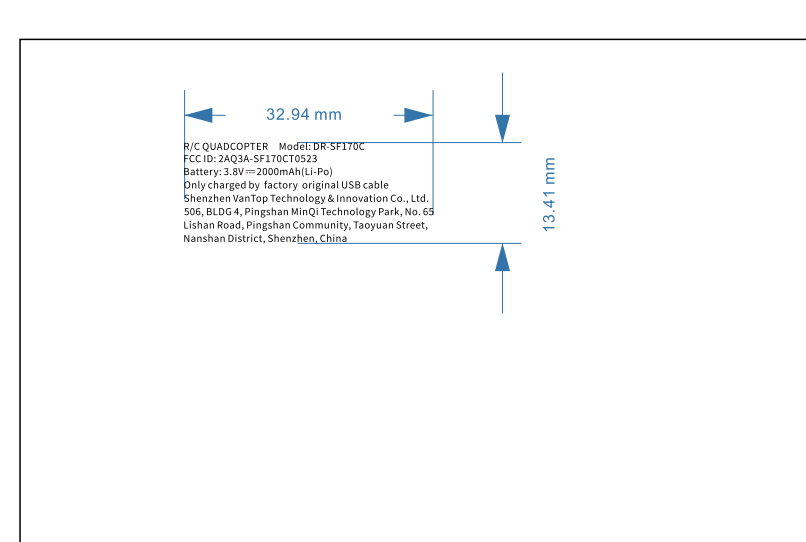 32.94 mm
R/C QUADCOPTER Model: DR-SF170C
FCC ID: 2AQ3A-SF170CT0523
Battery: 3.8V⎓2000mAh(Li-Po)
Only charged by factory original USB cable
Shenzhen VanTop Technology & Innovation Co., Ltd.
506, BLDG 4, Pingshan MinQi Technology Park, No. 65
Lishan Road, Pingshan Community, Taoyuan Street,
Nanshan District, Shenzhen, China
13.41 mm